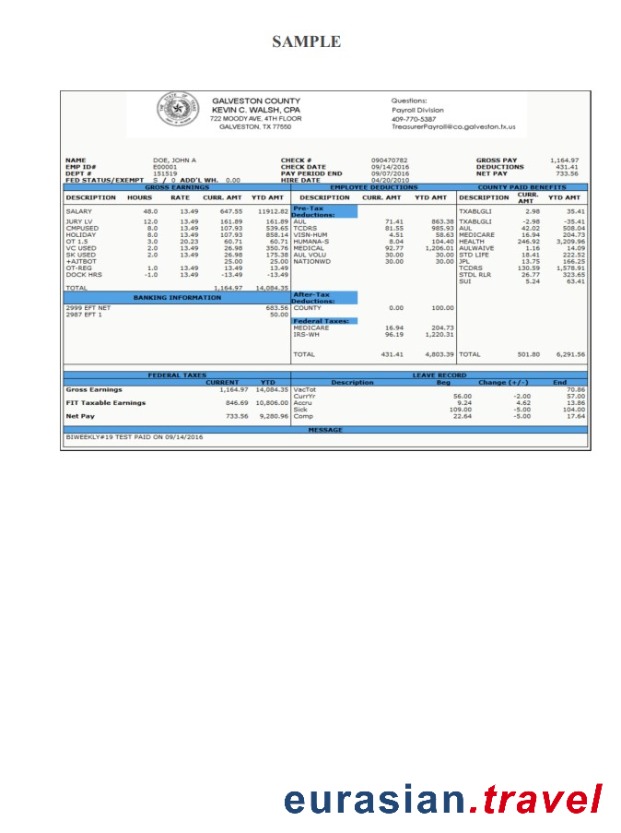 SAMPLE
GALVESTON COUNTY
KEVIN C. WALSH, CPA
722 MOODY AVE, 4TH FLOOR
GALVESTON, TX 77550
Questions:
Payroll Division
409-770-5387
TreasurerPayroll@co.galveston.tx.us
NAME DOE, JOHN A CHECK # 090470782 GROSS PAY 1,164.97
EMP ID# E00001 CHECK DATE 09/14/2016 DEDUCTIONS 431.41
DEPT # 151519 PAY PERIOD END 09/07/2016 NET PAY 733.56
FED STATUS/EXEMPT S / 0 ADD'L WH. 0.00 HIRE DATE 04/20/2010
GROSS EARNINGS EMPLOYEE DEDUCTIONS COUNTY PAID BENEFITS
DESCRIPTION HOURS RATE CURR. AMT YTD AMT DESCRIPTION CURR. AMT YTD AMT DESCRIPTION CURR. AMT YTD AMT
SALARY 48.0 13.49 647.55 11912.82 Pre-Tax Deductions: TXABLGLI 2.98 35.41
JURY LV 12.0 13.49 161.89 161.89 AUL 71.41 863.38 TXABLGLI -2.98 -35.41
CMPUSED 8.0 13.49 107.93 539.65 TCDRS 81.55 985.93 AUL 42.02 508.04
HOLIDAY 8.0 13.49 107.93 858.14 VISN-HUM 4.51 58.63 MEDICARE 16.94 204.73
OT 1.5 3.0 20.23 60.71 60.71 HUMANA-S 8.04 104.40 HEALTH 246.92 3,209.96
VC USED 2.0 13.49 26.98 350.76 MEDICAL 92.77 1,206.01 AULWAIVE 1.16 14.09
SK USED 2.0 13.49 26.98 175.38 AUL VOLU 30.00 30.00 STD LIFE 18.41 222.52
+AJTBOT 25.00 25.00 NATIONWD 30.00 30.00 JPL 13.75 166.25
OT-REG 1.0 13.49 13.49 13.49 TCDRS 130.59 1,578.91
DOCK HRS -1.0 13.49 -13.49 -13.49 STDL RLR 26.77 323.65
SUI 5.24 63.41
TOTAL 1,164.97 14,084.35
BANKING INFORMATION After-Tax Deductions:
2999 EFT NET 683.56 COUNTY 0.00 100.00
2987 EFT 1 50.00
Federal Taxes:
MEDICARE 16.94 204.73
IRS-WH 96.19 1,220.31
TOTAL 431.41 4,803.39 TOTAL 501.80 6,291.56
FEDERAL TAXES LEAVE RECORD
CURRENT YTD Description Beg Change (+/-) End
Gross Earnings 1,164.97 14,084.35 VacTot 70.86
CurrYr 56.00 -2.00 57.00
FIT Taxable Earnings 846.69 10,806.00 Accru 9.24 4.62 13.86
Sick 109.00 -5.00 104.00
Net Pay 733.56 9,280.96 Comp 22.64 -5.00 17.64
MESSAGE
BIWEEKLY#19 TEST PAID ON 09/14/2016
eurasian.travel